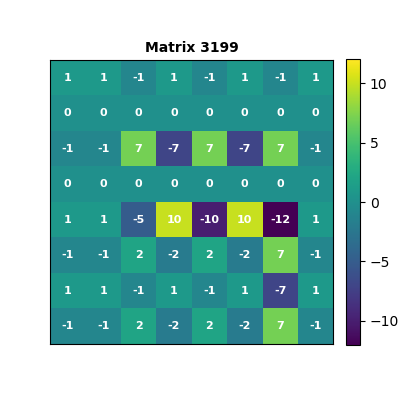 Matrix 3199
1 1 -1 1 -1 1 -1 1
0 0 0 0 0 0 0 0
-1 -1 7 -7 7 -7 7 -1
0 0 0 0 0 0 0 0
1 1 -5 10 -10 10 -12 1
-1 -1 2 -2 2 -2 7 -1
1 1 -1 1 -1 1 -7 1
-1 -1 2 -2 2 -2 7 -1
10
5
0
−5
−10